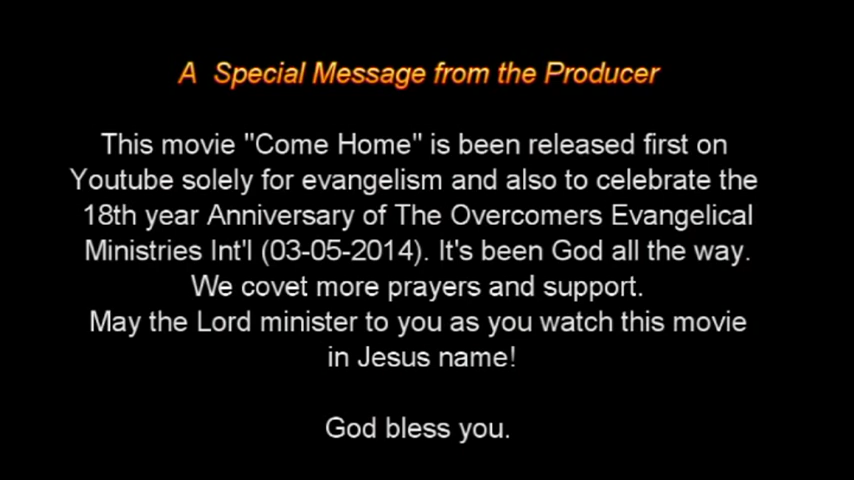 A Special Message from the Producer
This movie "Come Home" is been released first on
Youtube solely for evangelism and also to celebrate the
18th year Anniversary of The Overcomers Evangelical
Ministries Int'l (03-05-2014). It's been God all the way.
We covet more prayers and support.
May the Lord minister to you as you watch this movie
in Jesus name!
God bless you.